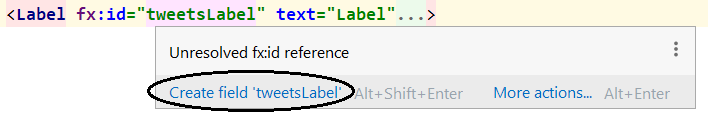 <Label fx:id="tweetsLabel" text="Label"...>
Unresolved fx:id reference
Create field 'tweetsLabel' Alt+Shift+Enter More actions... Alt+Enter